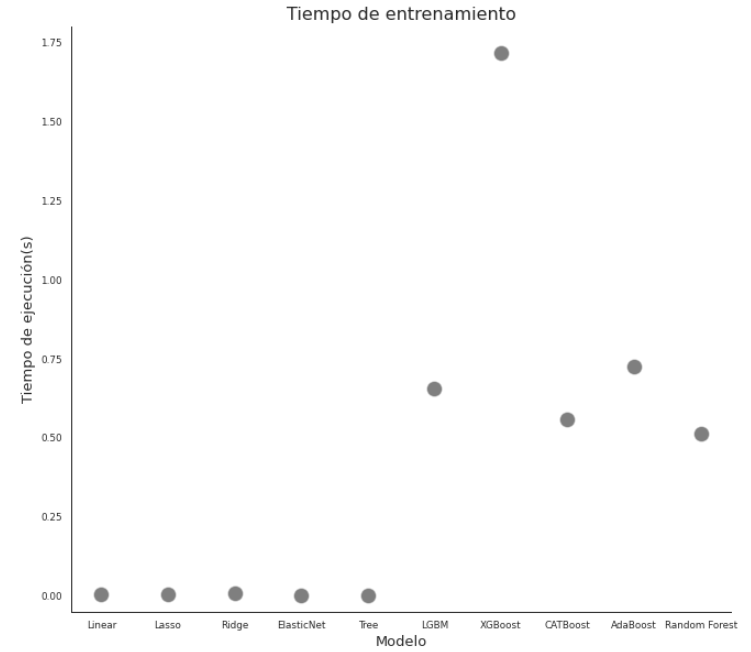 Tiempo de entrenamiento
Tiempo de ejecución(s)
1.75
1.50
1.25
1.00
0.75
0.50
0.25
0.00
Linear Lasso Ridge ElasticNet Tree LGBM XGBoost CATBoost AdaBoost Random Forest
Modelo